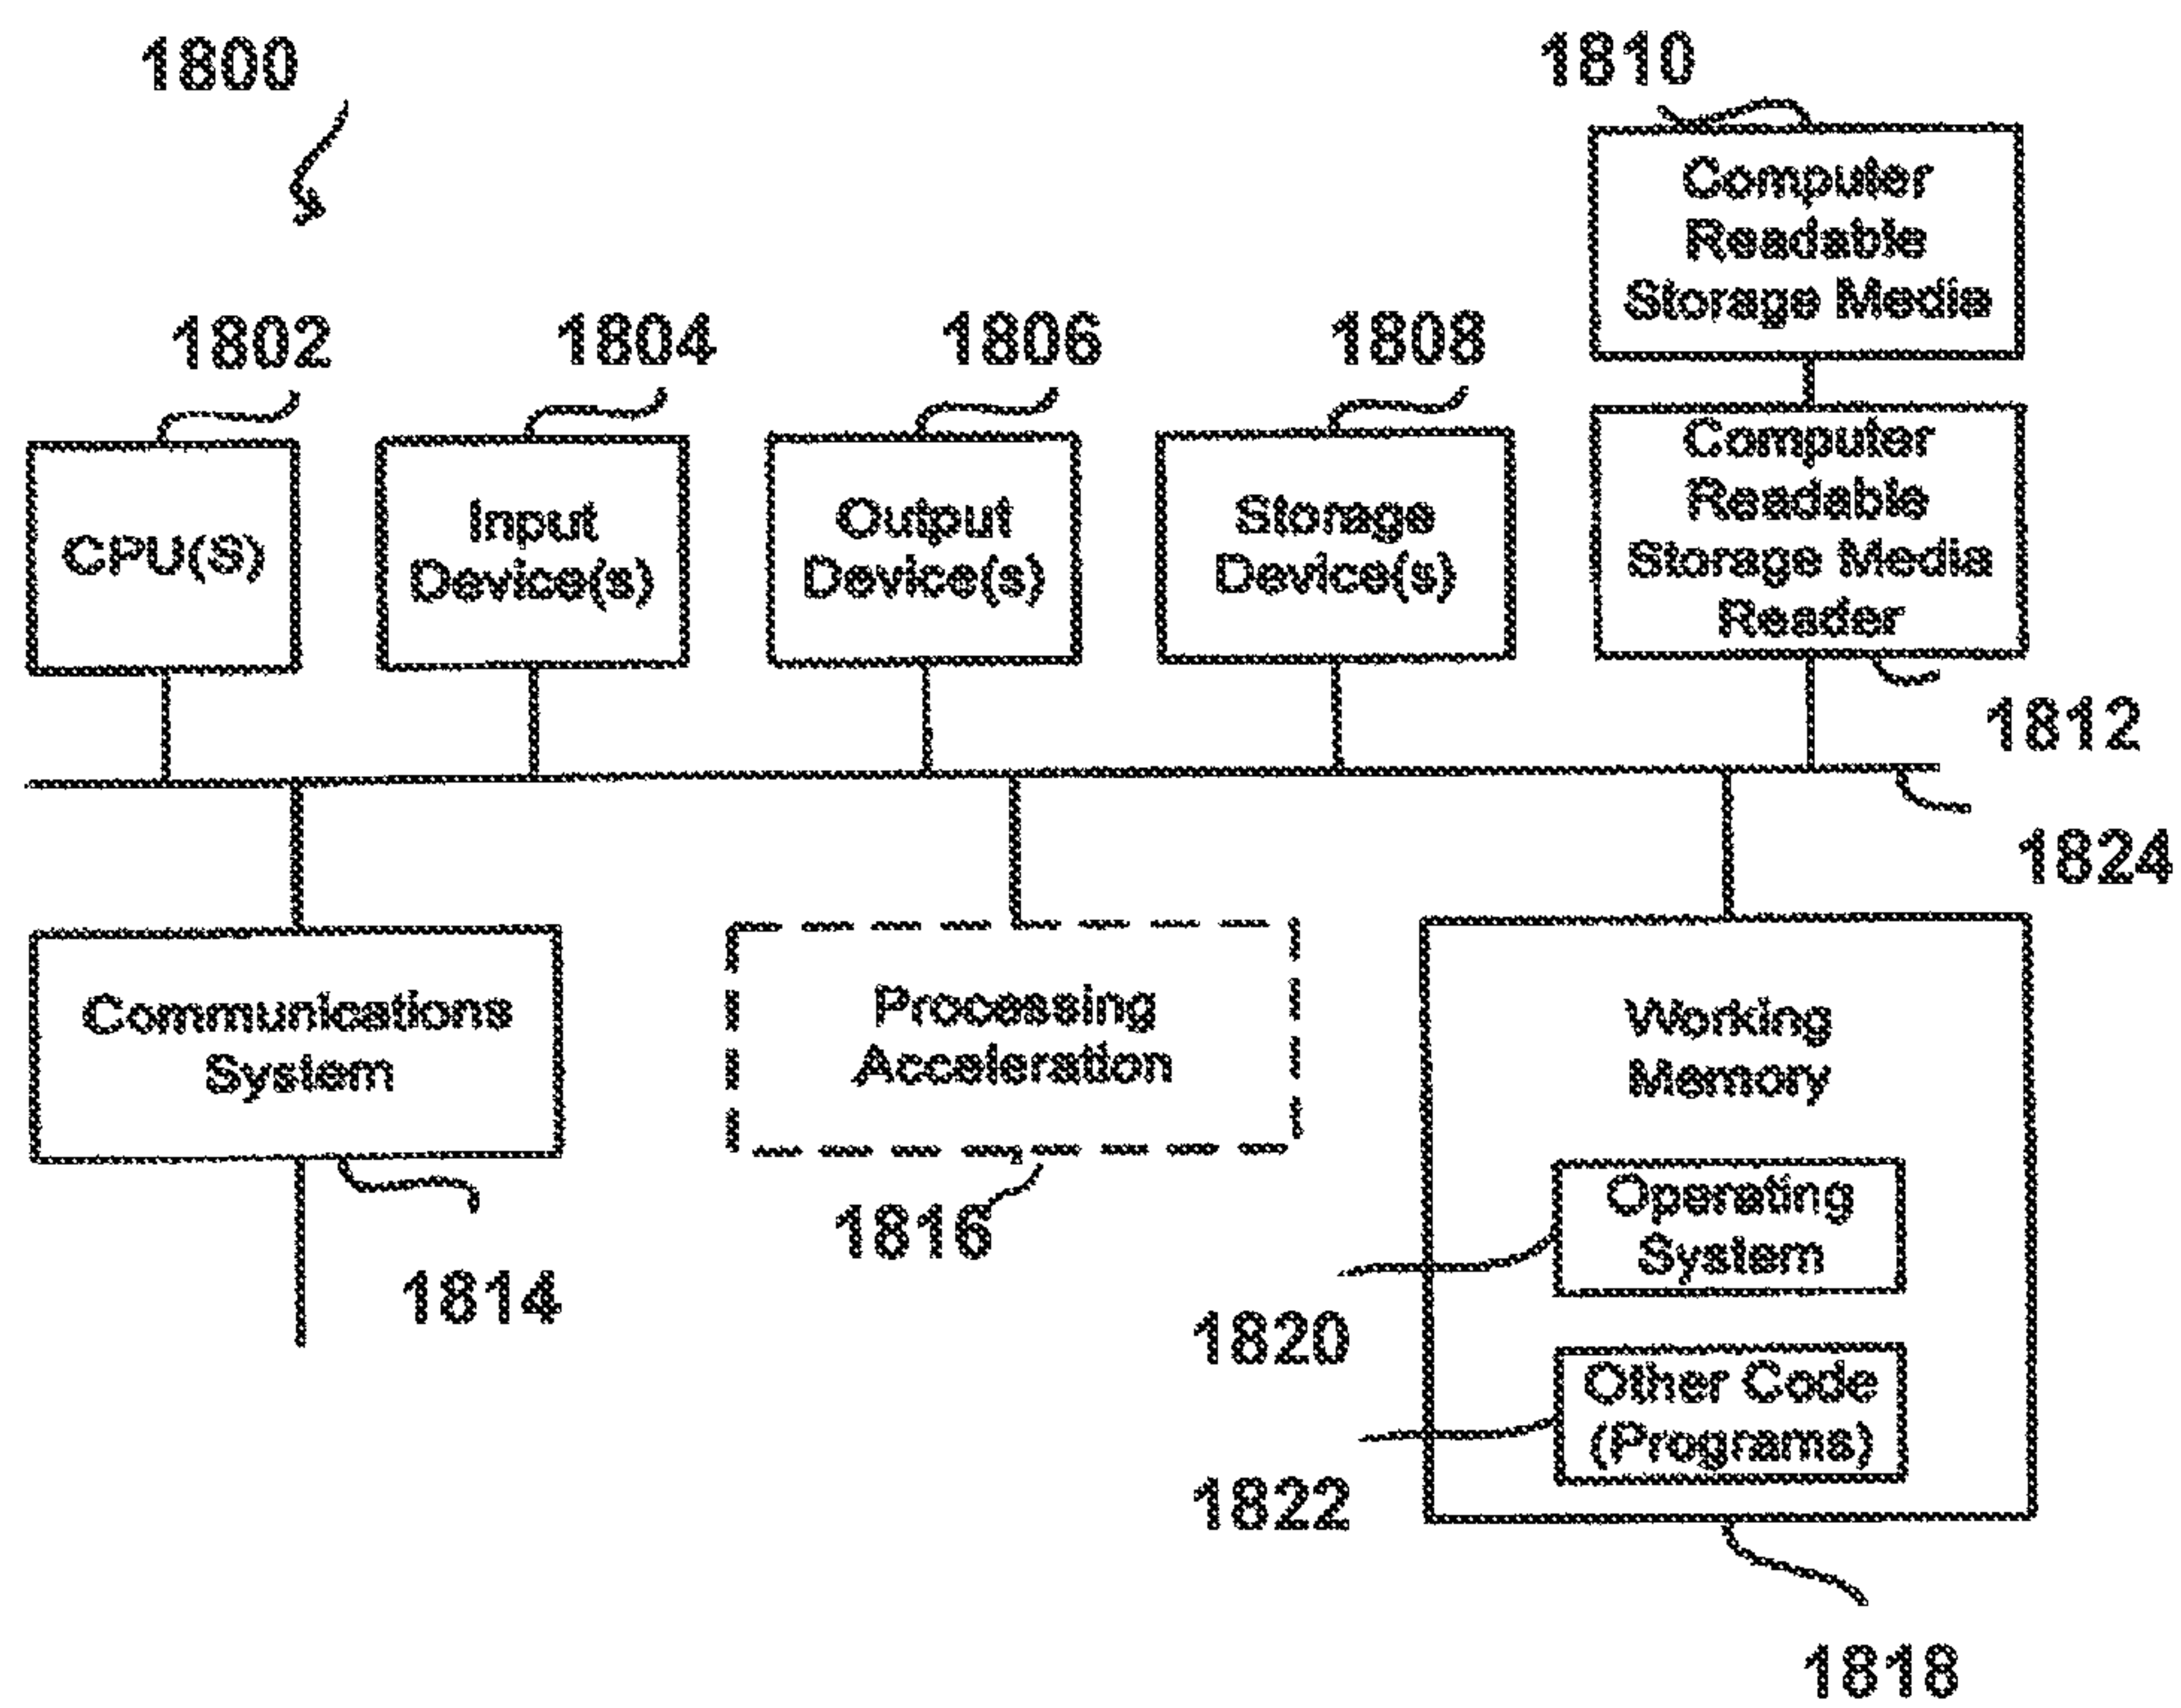 1800
1810
Computer
Readable
Storage Media
1802
1804
1806
1808
CPU(S)
Input
Device(s)
Output
Device(s)
Storage
Device(s)
Computer
Readable
Storage Media
Reader
1812
1824
Communications
System
1814
Processing
Acceleration
1816
Working
Memory
Operating
System
1820
Other Code
(Programs)
1822
1818